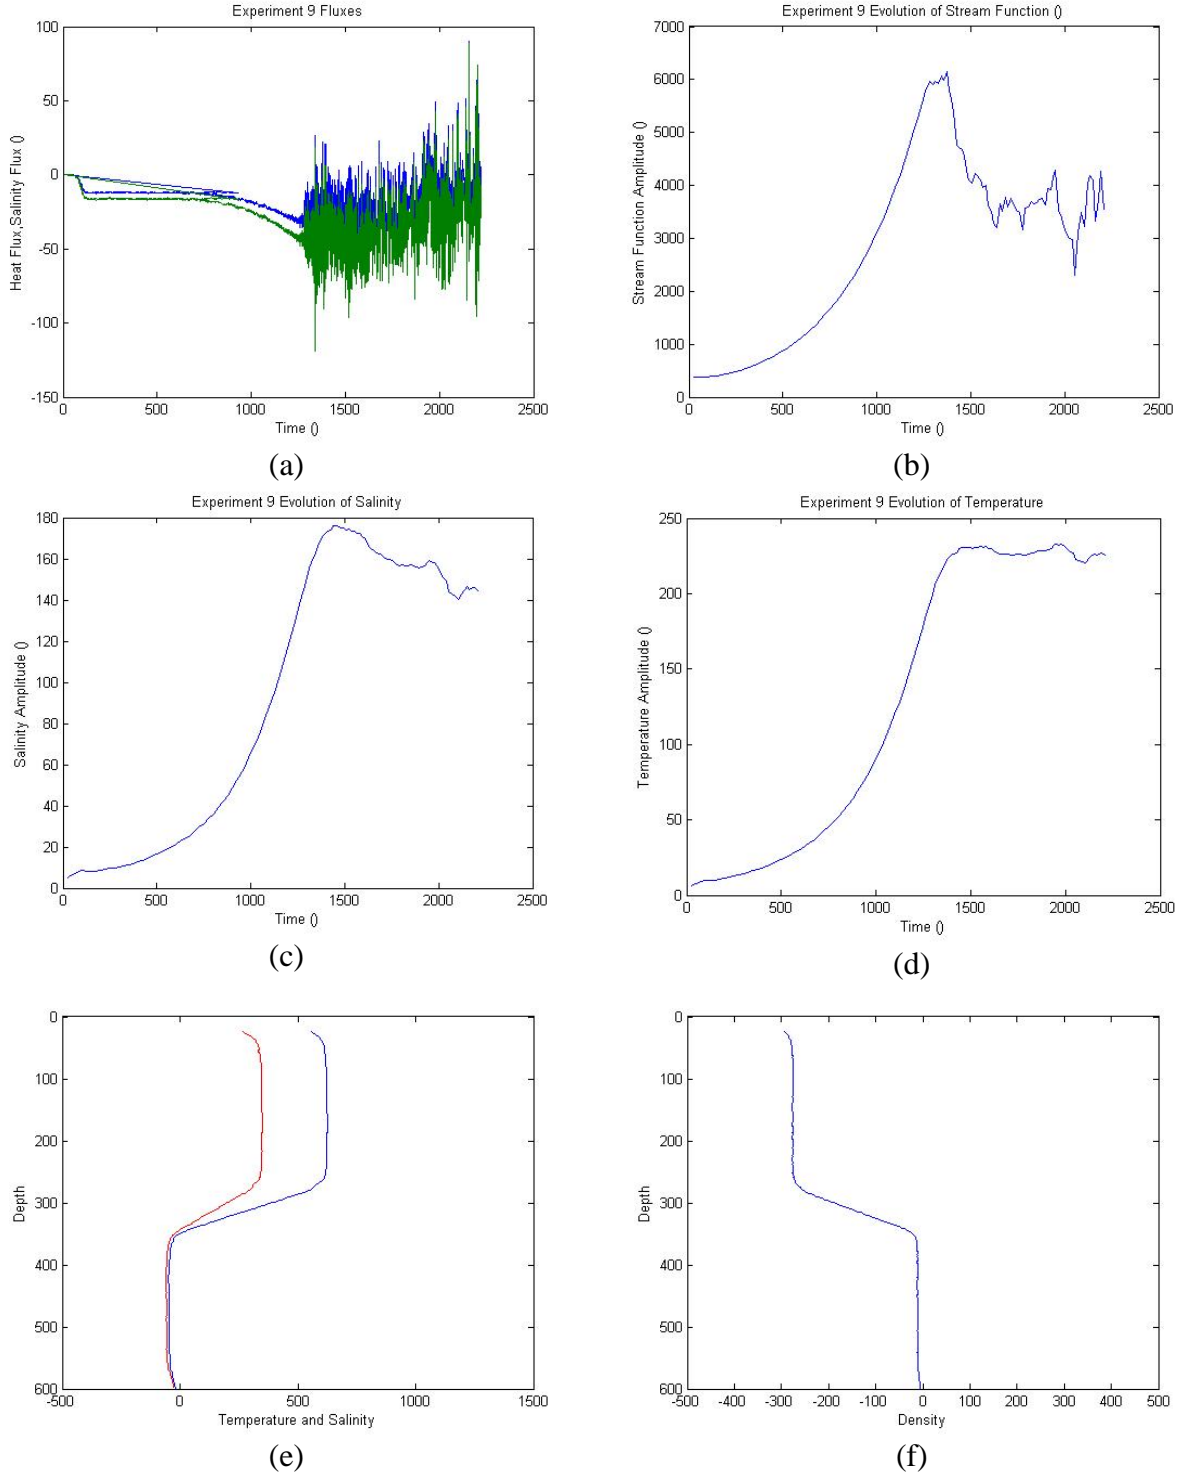 Experiment 9 Fluxes
100
50
0
-50
-100
-150
0 500 1000 1500 2000 2500
Heat Flux,Salinity Flux ()
Time ()
(a)
Experiment 9 Evolution of Stream Function ()
7000
6000
5000
4000
3000
2000
1000
0
0 500 1000 1500 2000 2500
Stream Function Amplitude ()
Time ()
(b)
Experiment 9 Evolution of Salinity
180
160
140
120
100
80
60
40
20
0
0 500 1000 1500 2000 2500
Salinity Amplitude ()
Time ()
(c)
Experiment 9 Evolution of Temperature
250
200
150
100
50
0
0 500 1000 1500 2000 2500
Temperature Amplitude ()
Time ()
(d)
0
100
200
300
400
500
600
-500 0 500 1000 1500
Depth
Temperature and Salinity
(e)
0
100
200
300
400
500
600
-500 -400 -300 -200 -100 0 100 200 300 400 500
Depth
Density
(f)